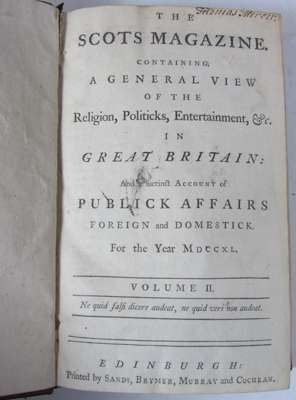 THE
Thomas
SCOTS MAGAZINE.
CONTAINING,
A GENERAL VIEW
OF THE
Religion, Politicks, Entertainment, &c.
IN
GREAT BRITAIN:
And Succinct ACCOUNT of
PUBLICK AFFAIRS
FOREIGN and DOMESTICK.
For the Year MDCCXL.
VOLUME II.
Ne quid falsi dicere audeat, ne quid veri non audeat.
EDINBURGH:
Printed by SANDS, BRYMER, MURRAY and COCHRAN.